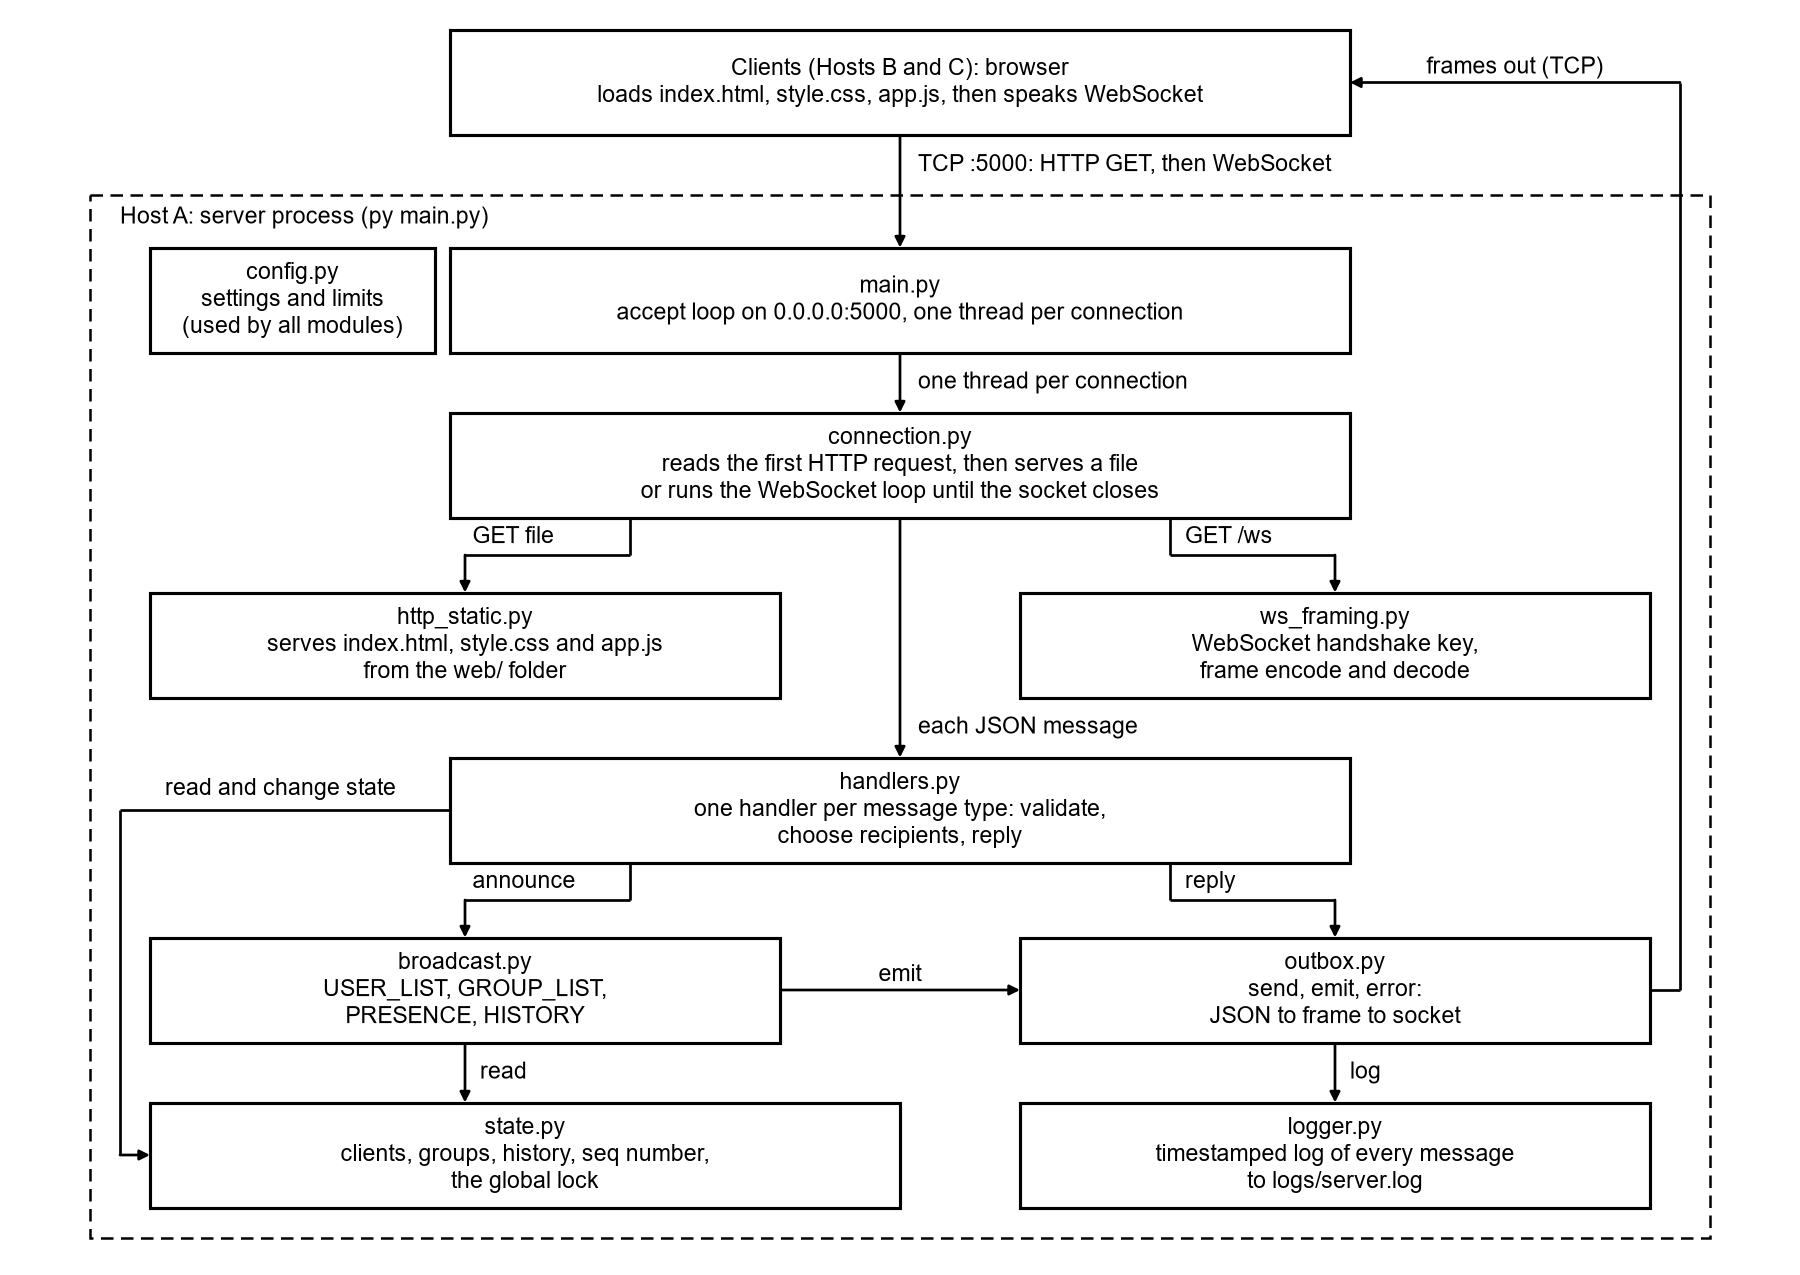 Clients (Hosts B and C): browser
loads index.html, style.css, app.js, then speaks WebSocket
frames out (TCP)
TCP :5000: HTTP GET, then WebSocket
Host A: server process (py main.py)
config.py
settings and limits
(used by all modules)
main.py
accept loop on 0.0.0.0:5000, one thread per connection
one thread per connection
connection.py
reads the first HTTP request, then serves a file
or runs the WebSocket loop until the socket closes
GET file
GET /ws
http_static.py
serves index.html, style.css and app.js
from the web/ folder
ws_framing.py
WebSocket handshake key,
frame encode and decode
each JSON message
read and change state
handlers.py
one handler per message type: validate,
choose recipients, reply
announce
reply
broadcast.py
USER_LIST, GROUP_LIST,
PRESENCE, HISTORY
emit
outbox.py
send, emit, error:
JSON to frame to socket
read
log
state.py
clients, groups, history, seq number,
the global lock
logger.py
timestamped log of every message
to logs/server.log